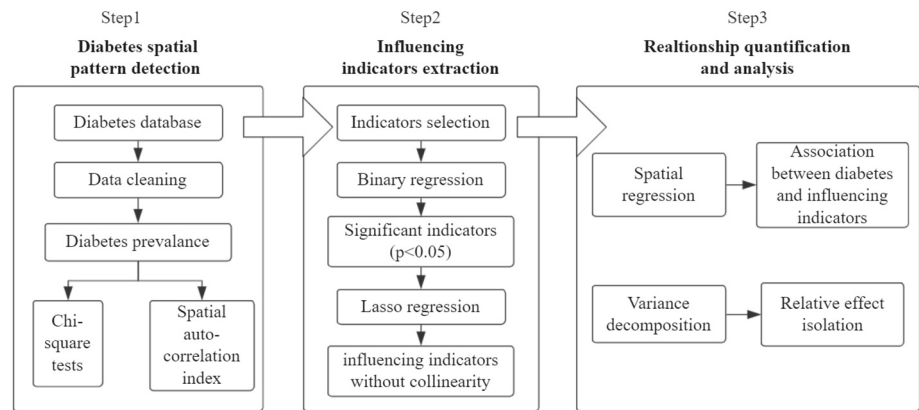 Step1
Diabetes spatial
pattern detection
Diabetes database
Data cleaning
Diabetes prevalance
Chi-
square
tests
Spatial
auto-
correlation
index
Step2
Influencing
indicators extraction
Indicators selection
Binary regression
Significant indicators
(p<0.05)
Lasso regression
influencing indicators
without collinearity
Step3
Realtionship quantification
and analysis
Spatial
regression
Association
between diabetes
and influencing
indicators
Variance
decomposition
Relative effect
isolation